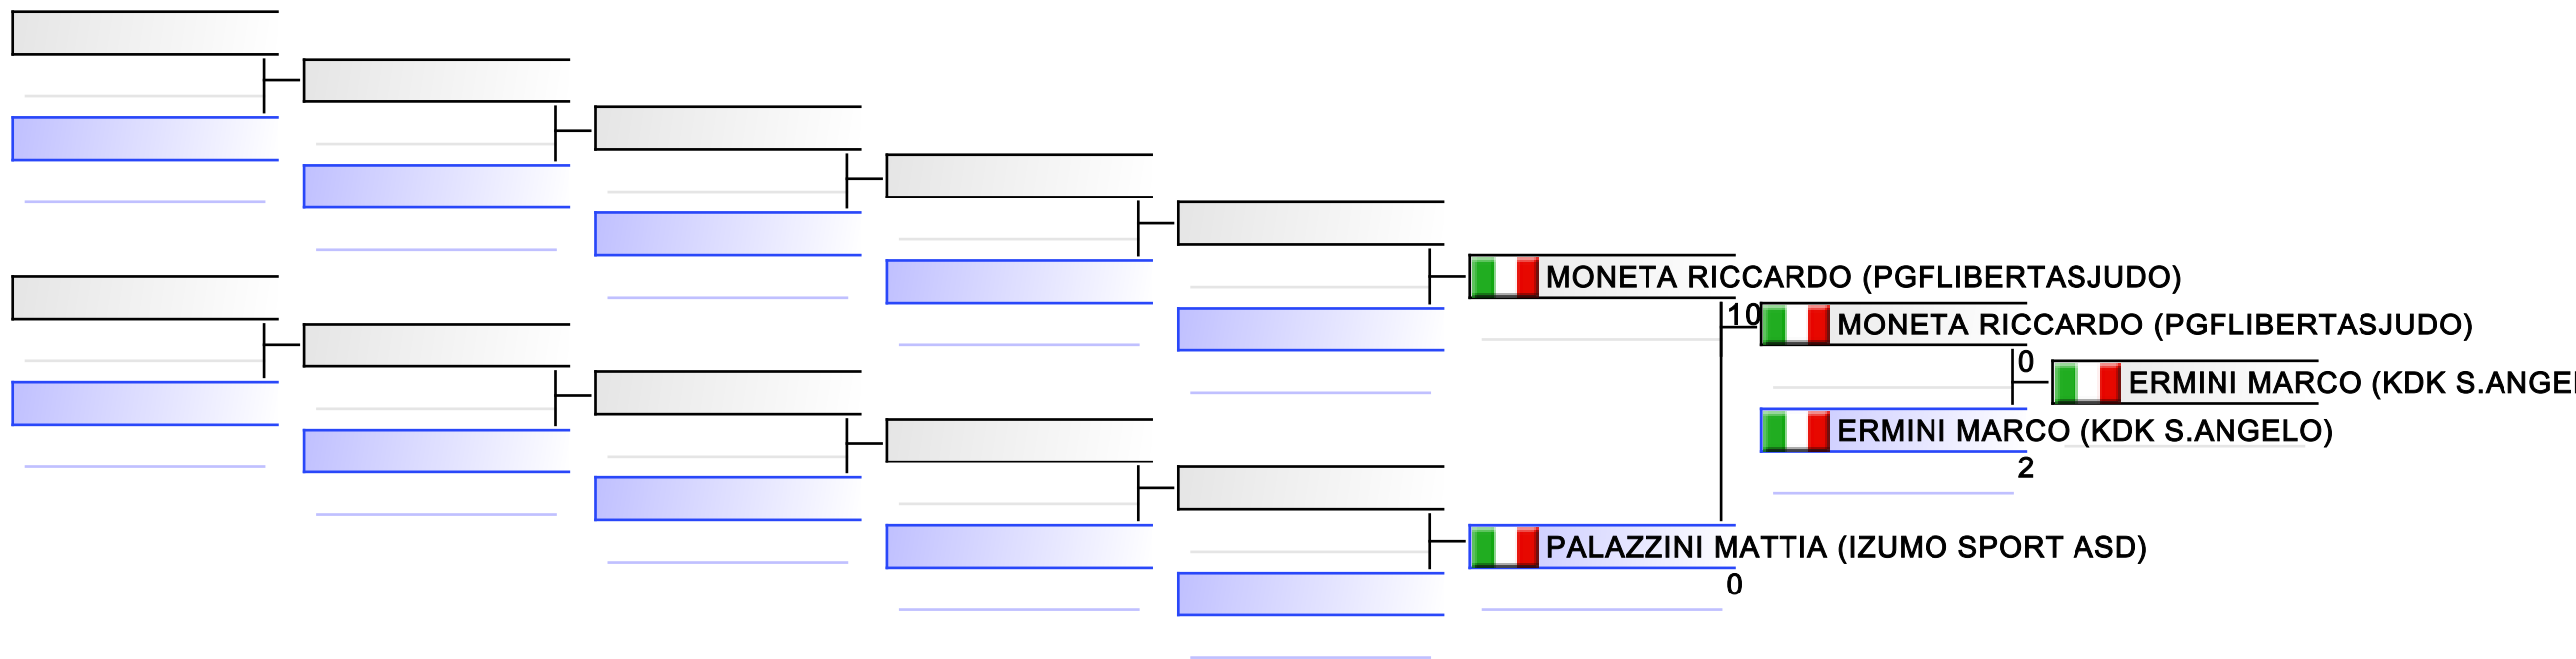 MONETA RICCARDO (PGFLIBERTASJUDO)
10
MONETA RICCARDO (PGFLIBERTASJUDO)
0
ERMINI MARCO (KDK S.ANGE
ERMINI MARCO (KDK S.ANGELO)
2
PALAZZINI MATTIA (IZUMO SPORT ASD)
0